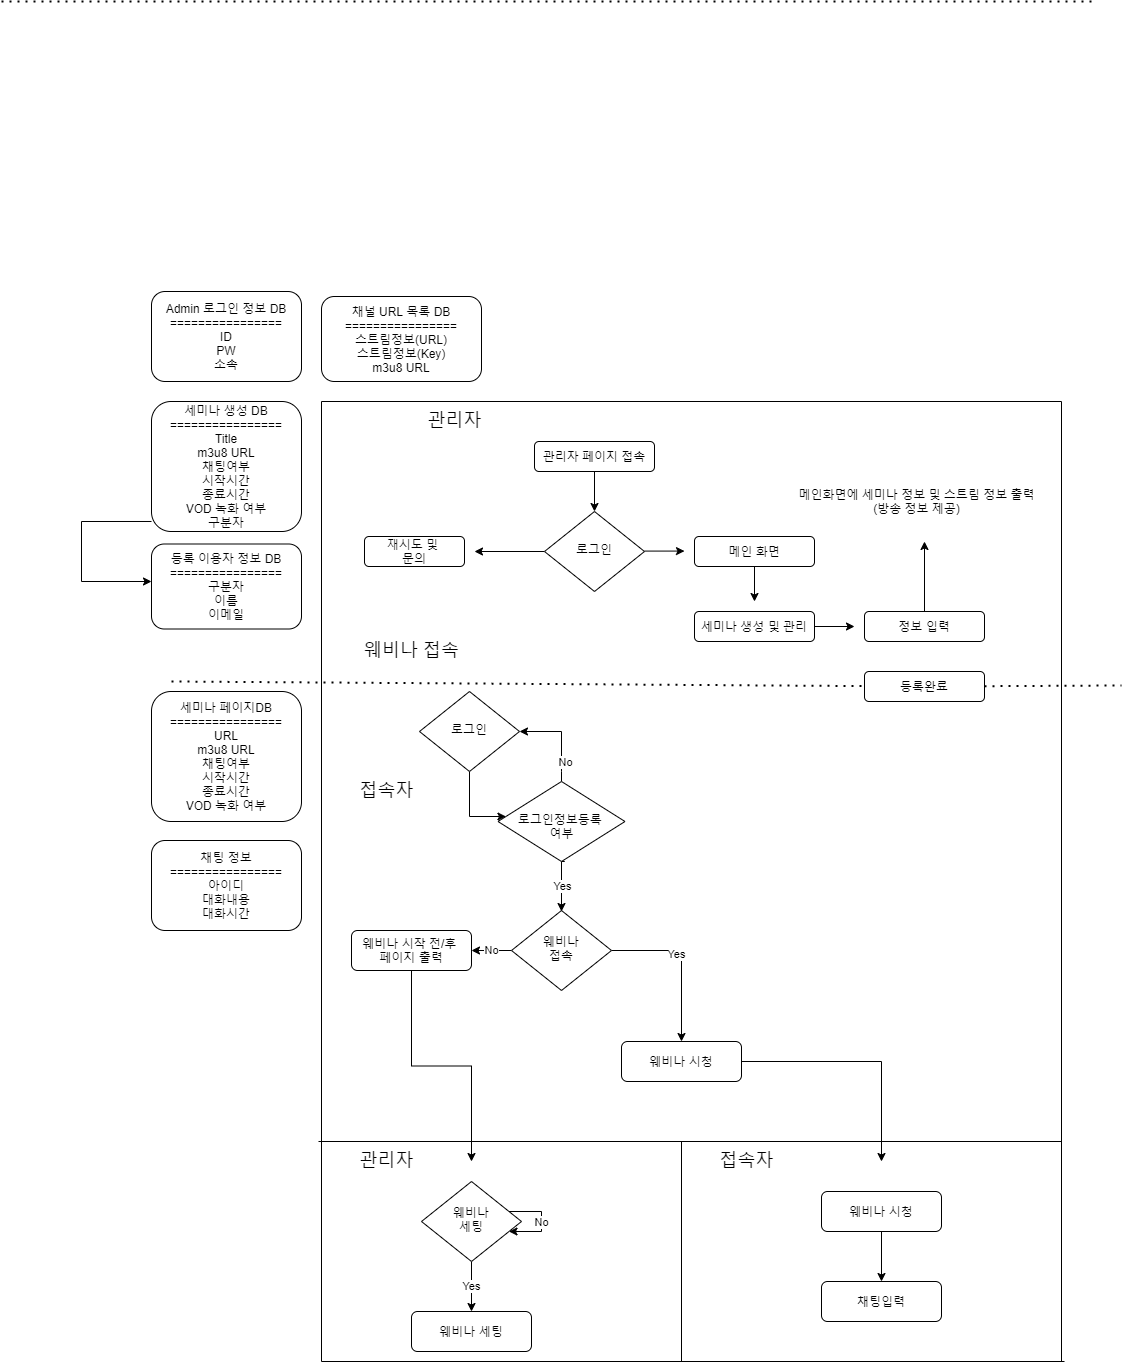 Admin 로그인 정보 DB
================
ID
PW
소속
채널 URL 목록 DB
================
스트림정보(URL)
스트림정보(Key)
m3u8 URL
세미나 생성 DB
================
Title
m3u8 URL
채팅여부
시작시간
종료시간
VOD 녹화 여부
구분자
등록 이용자 정보 DB
================
구분자
이름
이메일
세미나 페이지DB
================
URL
m3u8 URL
채팅여부
시작시간
종료시간
VOD 녹화 여부
채팅 정보
================
아이디
대화내용
대화시간
관리자
관리자 페이지 접속
메인화면에 세미나 정보 및 스트림 정보 출력
(방송 정보 제공)
재시도 및
문의
로그인
메인 화면
세미나 생성 및 관리
정보 입력
웨비나 접속
등록완료
로그인
No
접속자
로그인정보등록
여부
Yes
웨비나 시작 전/후
페이지 출력
No
웨비나
접속
Yes
웨비나 시청
관리자
웨비나
세팅
No
Yes
웨비나 세팅
접속자
웨비나 시청
채팅입력